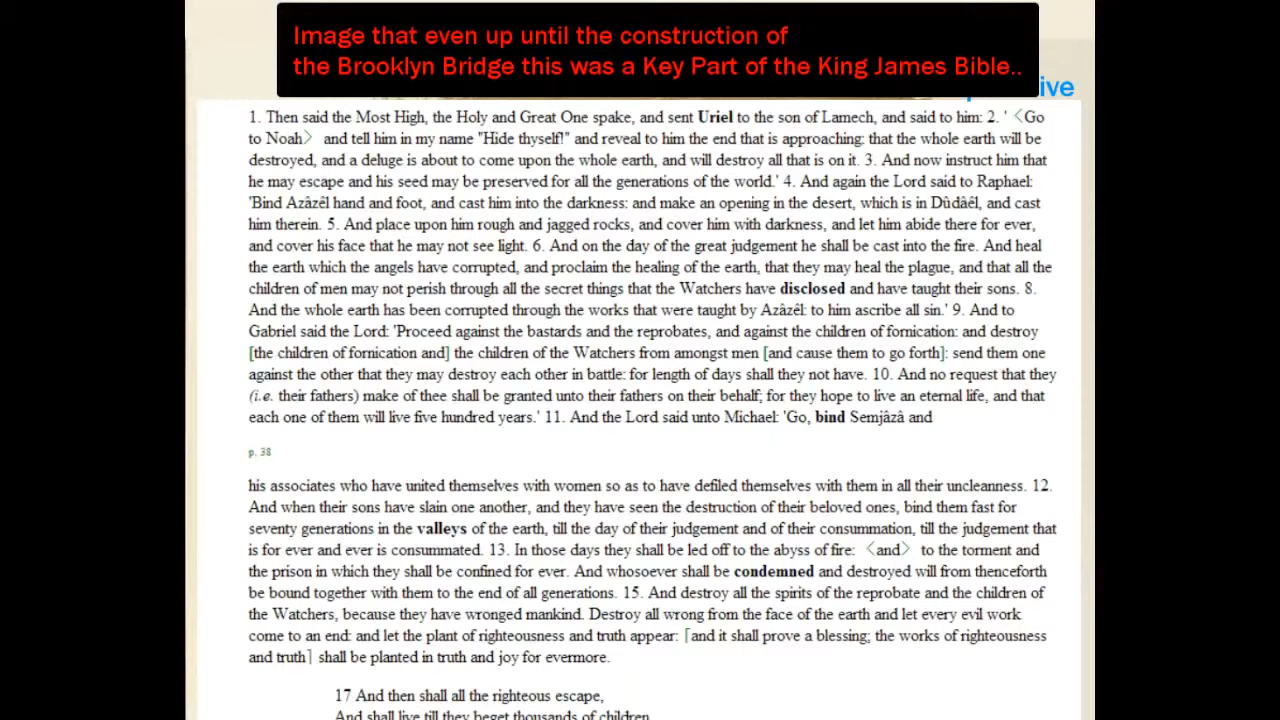 Image that even up until the construction of
the Brooklyn Bridge this was a Key Part of the King James Bible..
ive
1. Then said the Most High, the Holy and Great One spake, and sent Uriel to the son of Lamech, and said to him: 2. ' <Go
to Noah> and tell him in my name "Hide thyself!" and reveal to him the end that is approaching: that the whole earth will be
destroyed, and a deluge is about to come upon the whole earth, and will destroy all that is on it. 3. And now instruct him that
he may escape and his seed may be preserved for all the generations of the world.' 4. And again the Lord said to Raphael:
'Bind Azâzêl hand and foot, and cast him into the darkness: and make an opening in the desert, which is in Dûdâêl, and cast
him therein. 5. And place upon him rough and jagged rocks, and cover him with darkness, and let him abide there for ever,
and cover his face that he may not see light. 6. And on the day of the great judgement he shall be cast into the fire. And heal
the earth which the angels have corrupted, and proclaim the healing of the earth, that they may heal the plague, and that all the
children of men may not perish through all the secret things that the Watchers have disclosed and have taught their sons. 8.
And the whole earth has been corrupted through the works that were taught by Azâzêl: to him ascribe all sin.' 9. And to
Gabriel said the Lord: 'Proceed against the bastards and the reprobates, and against the children of fornication: and destroy
[the children of fornication and] the children of the Watchers from amongst men [and cause them to go forth]: send them one
against the other that they may destroy each other in battle: for length of days shall they not have. 10. And no request that they
(i.e. their fathers) make of thee shall be granted unto their fathers on their behalf; for they hope to live an eternal life, and that
each one of them will live five hundred years.' 11. And the Lord said unto Michael: 'Go, bind Semjâzâ and
p. 38
his associates who have united themselves with women so as to have defiled themselves with them in all their uncleanness. 12.
And when their sons have slain one another, and they have seen the destruction of their beloved ones, bind them fast for
seventy generations in the valleys of the earth, till the day of their judgement and of their consummation, till the judgement that
is for ever and ever is consummated. 13. In those days they shall be led off to the abyss of fire: <and> to the torment and
the prison in which they shall be confined for ever. And whosoever shall be condemned and destroyed will from thenceforth
be bound together with them to the end of all generations. 15. And destroy all the spirits of the reprobate and the children of
the Watchers, because they have wronged mankind. Destroy all wrong from the face of the earth and let every evil work
come to an end: and let the plant of righteousness and truth appear: ⌈and it shall prove a blessing; the works of righteousness
and truth⌉ shall be planted in truth and joy for evermore.
17 And then shall all the righteous escape,
And shall live till they beget thousands of children